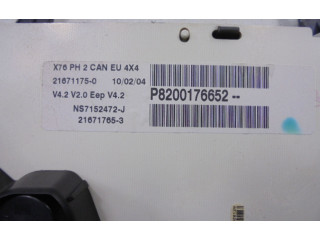 X76 PH 2 CAN EU 4X4
21671175-0 10/02/04
V4.2 V2.0 Eep V4.2
P8200176652--
NS7152472-J
21671765-3